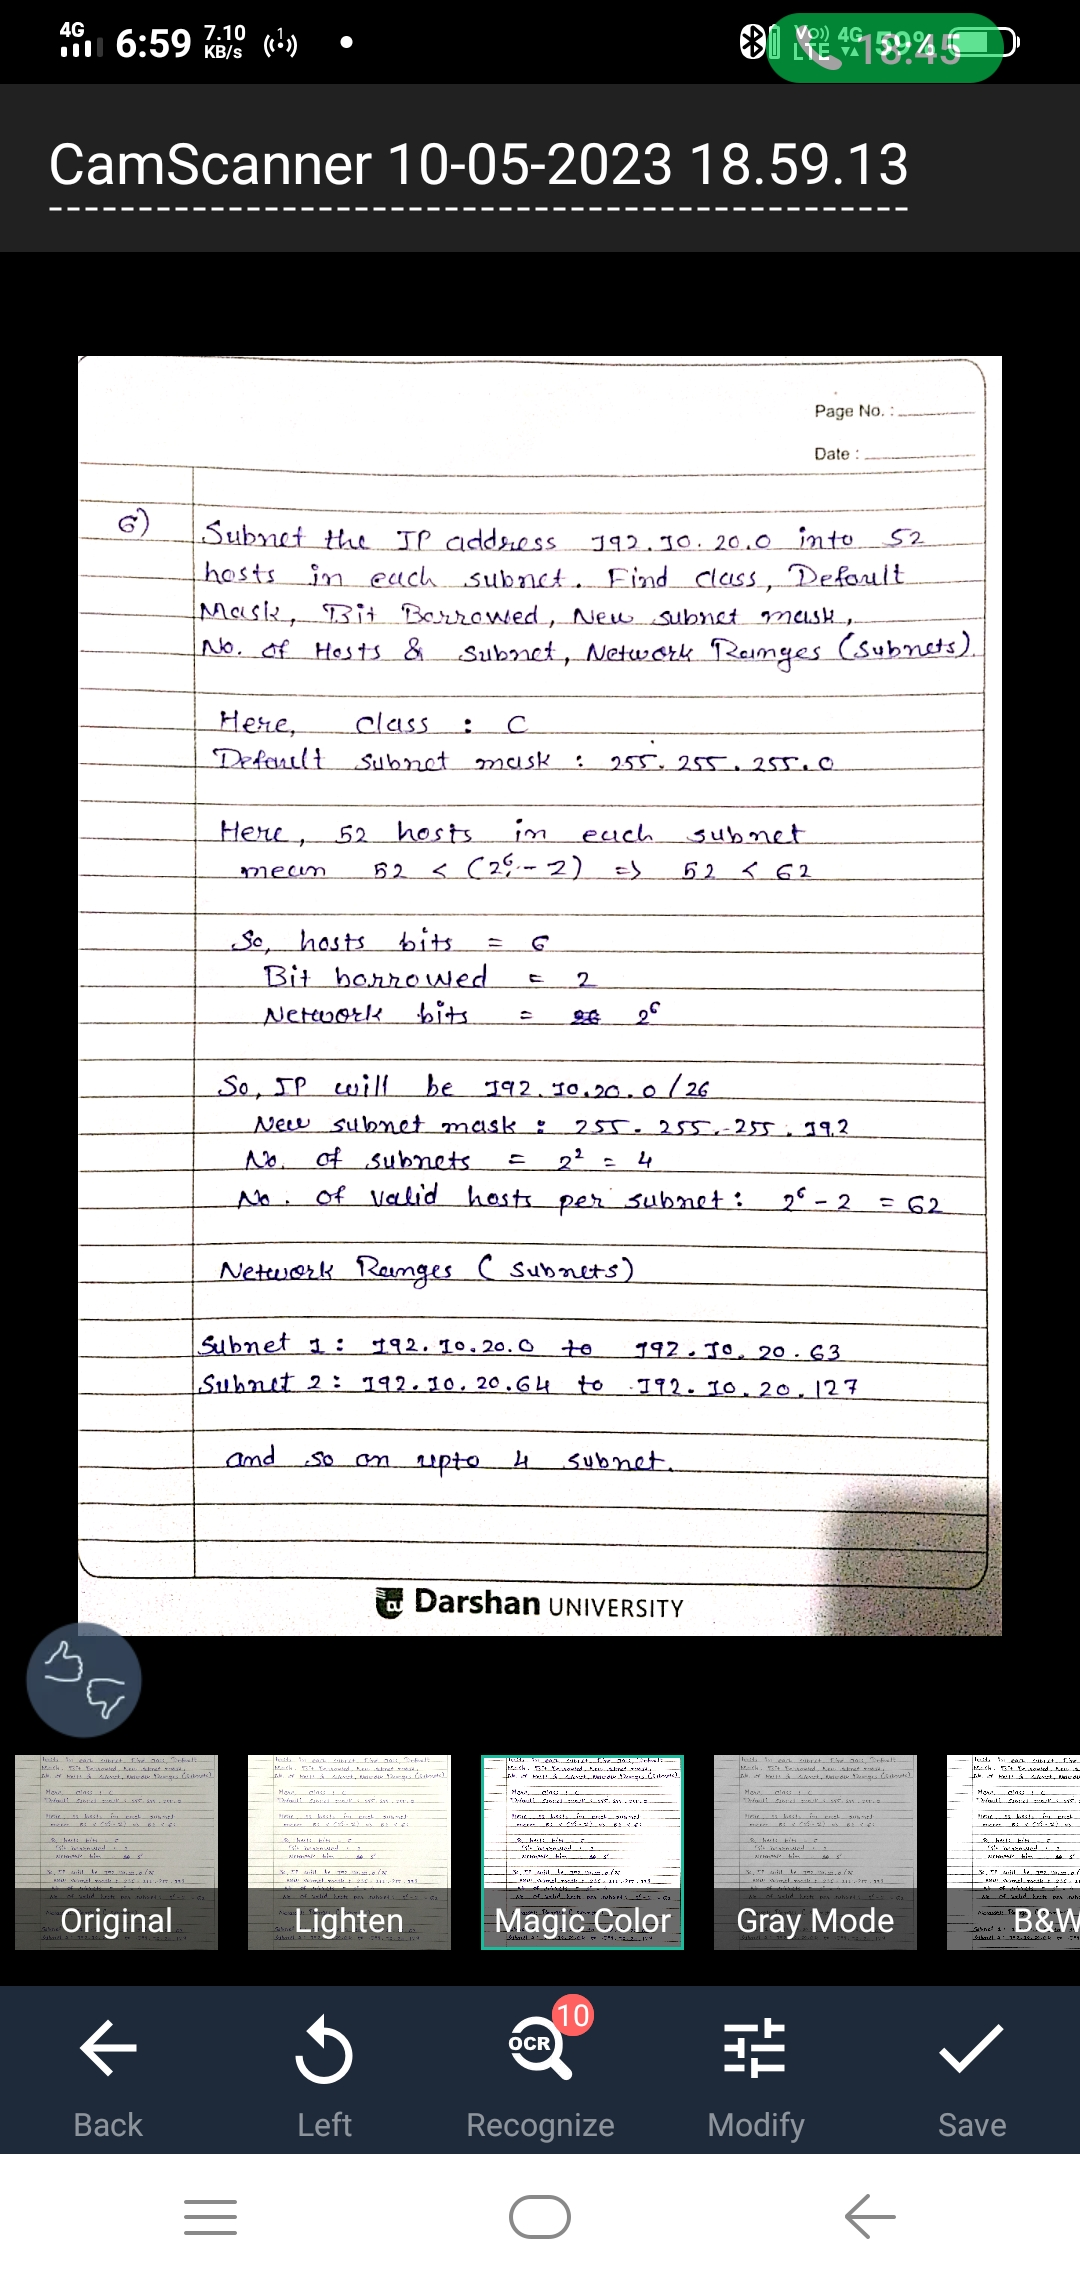 4G 6:59 7.10 KB/s 1 VoLTE 4G 59% 18:45
CamScanner 10-05-2023 18.59.13
Page No. :
Date :
6) Subnet the IP address 192.10.20.0 into 52
hosts in each subnet. Find class, Default
Mask, Bit Borrowed, New subnet mask,
No. of Hosts & Subnet, Network Ranges (subnets).
Here, class : C
Default subnet mask : 255.255.255.0
Here, 52 hosts in each subnet
mean 52 < (2⁶-2) => 52 < 62
So, hosts bits = 6
Bit borrowed = 2
Network bits = 2⁶
So, IP will be 192.10.20.0/26
New subnet mask : 255.255.255.192
No. of subnets = 2² = 4
No. of valid hosts per subnet : 2⁶-2 = 62
Network Ranges (Subnets)
Subnet 1 : 192.10.20.0 to 192.10.20.63
Subnet 2 : 192.10.20.64 to 192.10.20.127
and so on upto 4 subnet.
Darshan UNIVERSITY
Original Lighten Magic Color Gray Mode B&W
OCR 10
Back Left Recognize Modify Save